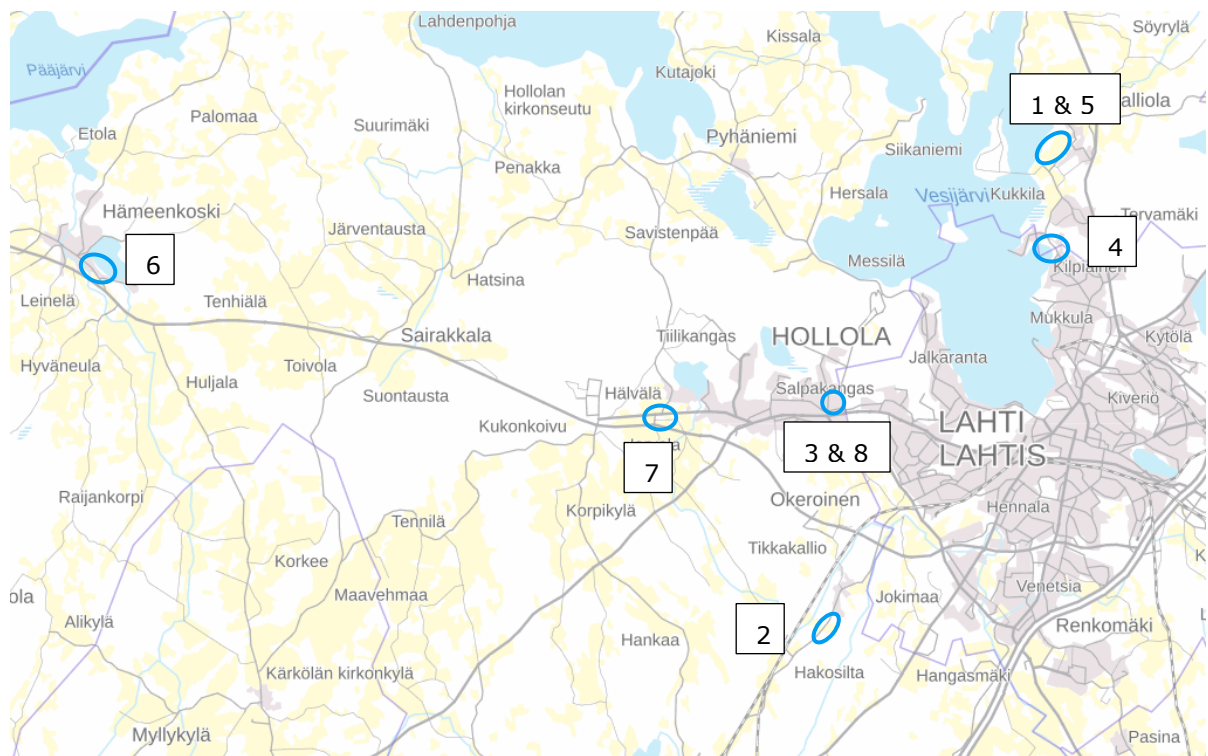 Lahdenpohja
Söyrylä
Kissala
Pääjärvi
Kutajoki
Hollolan
kirkonseutu
1 & 5
alliola
Palomaa
Etola
Suurimäki
Pyhäniemi
Siikaniemi
Penakka
Hersala
Vesijärvi
Kukkila
Hämeenkoski
Järventausta
Savistenpää
Tervamäki
6
4
Messilä
Kilpiäinen
Leinelä
Tenhiälä
Hatsina
Mukkula
Sairakkala
Tiilikangas
HOLLOLA
Kytölä
Hyväneula
Toivola
Jalkaranta
Huljala
Suontausta
Hälvälä
Salpakangas
Kiveriö
Kukonkoivu
LAHTI
LAHTIS
3 & 8
7
Raijankorpi
Korpikylä
Okeroinen
Hennala
Tennilä
Tikkakallio
Korkee
Venetsia
ola
Maavehmaa
Jokimaa
Alikylä
2
Hankaa
Renkomäki
Kärkölän kirkonkylä
Hakosilta
Hangasmäki
Myllykylä
Pasina